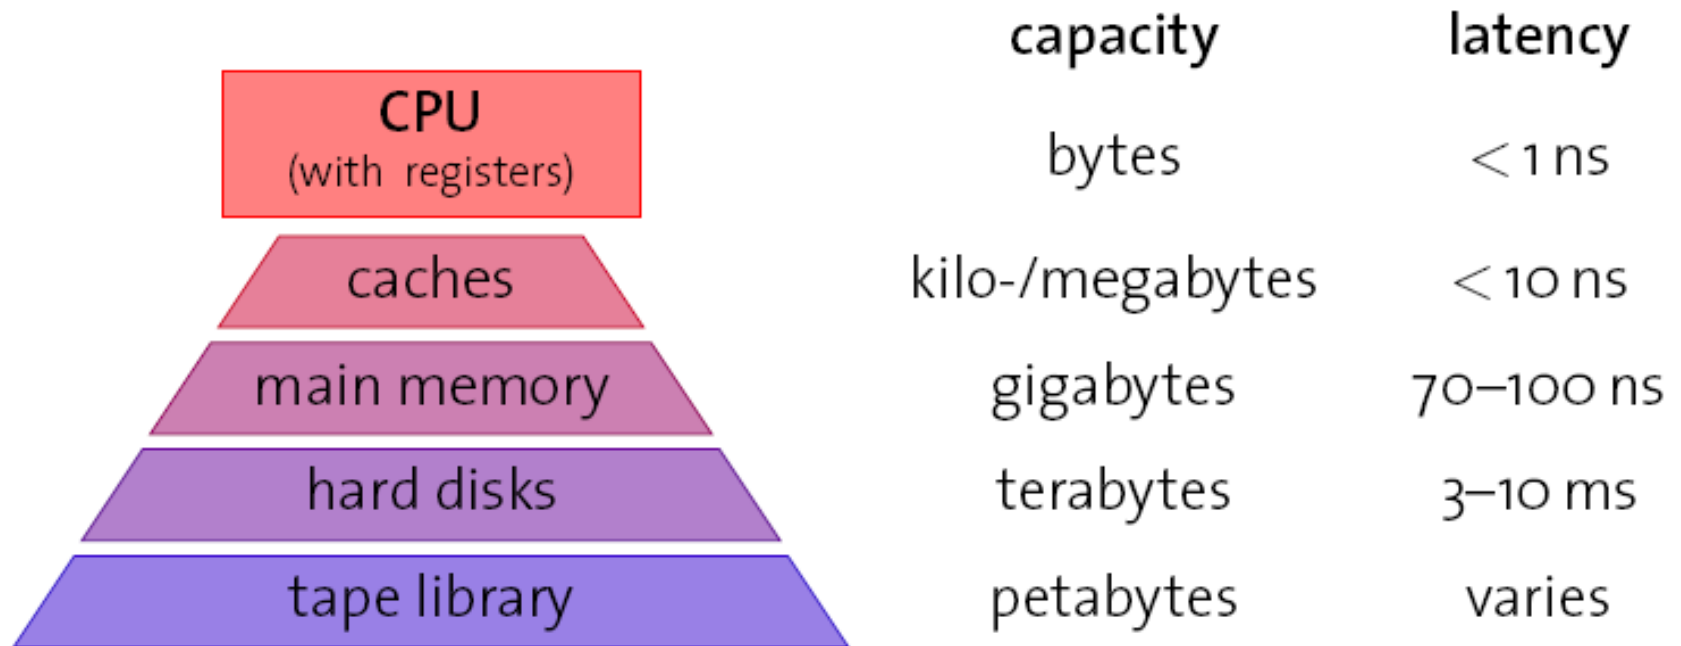 capacity latency
CPU
(with registers) bytes < 1 ns
caches kilo-/megabytes < 10 ns
main memory gigabytes 70–100 ns
hard disks terabytes 3–10 ms
tape library petabytes varies